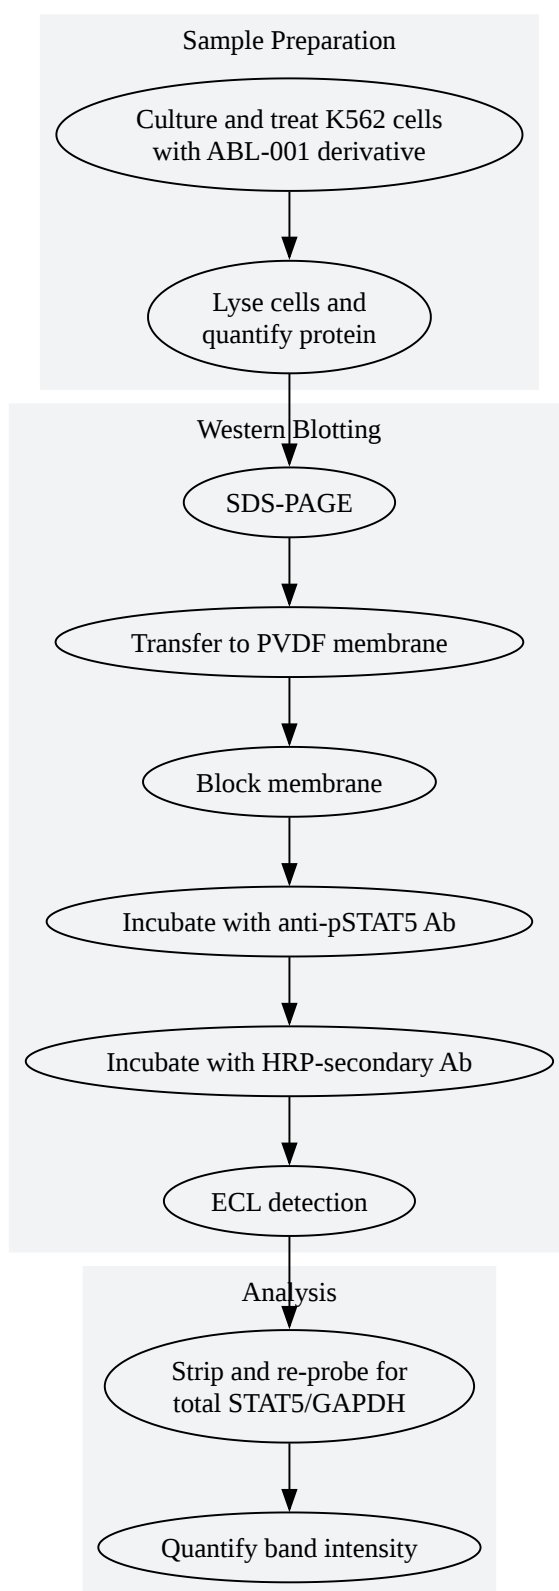 Sample Preparation
Culture and treat K562 cells
with ABL-001 derivative
Lyse cells and
quantify protein
Western Blotting
SDS-PAGE
Transfer to PVDF membrane
Block membrane
Incubate with anti-pSTAT5 Ab
Incubate with HRP-secondary Ab
ECL detection
Analysis
Strip and re-probe for
total STAT5/GAPDH
Quantify band intensity